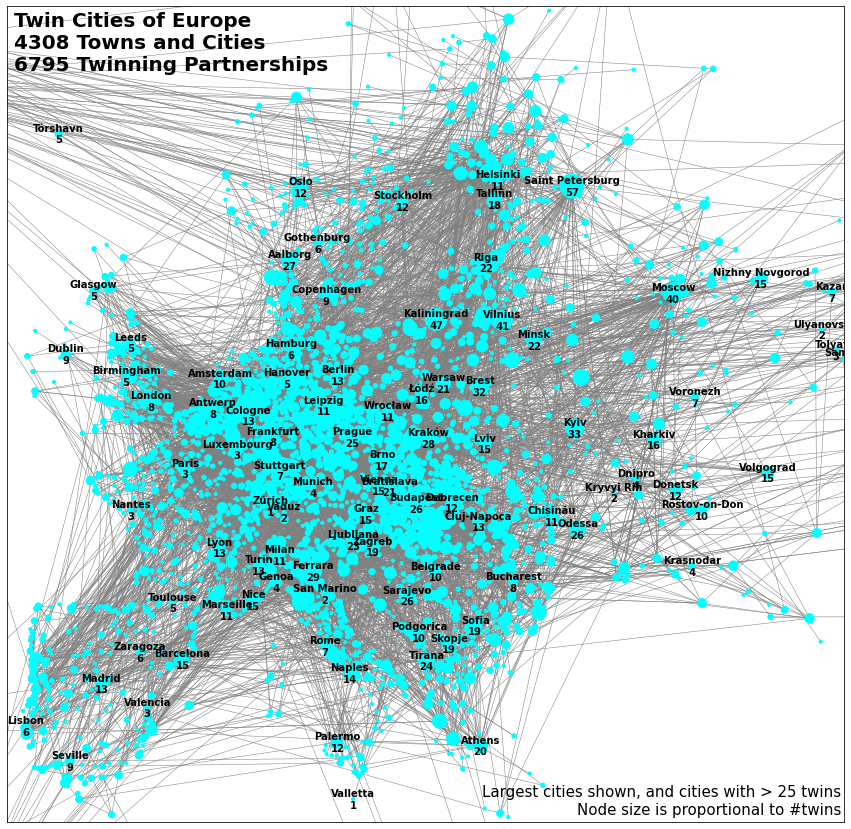 Twin Cities of Europe
4308 Towns and Cities
6795 Twinning Partnerships
Tórshavn
5
Helsinki
11
Oslo
12
Saint Petersburg
57
Tallinn
18
Stockholm
12
Gothenburg
6
Aalborg
27
Riga
22
Nizhny Novgorod
15
Glasgow
5
Copenhagen
9
Moscow
40
Kazan
7
Kaliningrad
47
Vilnius
41
Ulyanovsk
2
Leeds
5
Minsk
22
Dublin
9
Hamburg
6
Birmingham
5
Amsterdam
10
Hanover
5
Berlin
13
Warsaw
21
Brest
32
Łódź
16
Voronezh
7
London
8
Antwerp
8
Cologne
13
Leipzig
11
Wrocław
11
Frankfurt
8
Prague
25
Kraków
28
Lviv
15
Kyiv
33
Kharkiv
16
Luxembourg
3
Brno
17
Paris
3
Stuttgart
7
Munich
4
Vienna
15
Bratislava
21
Dnipro
4
Donetsk
12
Volgograd
15
Kryvyi Rih
2
Nantes
3
Zürich
1
Vaduz
2
Graz
15
Budapest
26
Debrecen
12
Cluj-Napoca
13
Chisinau
11
Odessa
26
Rostov-on-Don
10
Lyon
13
Ljubljana
23
Zagreb
19
Milan
11
Turin
13
Ferrara
29
Genoa
4
Belgrade
10
Bucharest
8
Krasnodar
4
Toulouse
5
Marseille
11
Nice
15
San Marino
2
Sarajevo
26
Podgorica
10
Sofia
19
Skopje
19
Zaragoza
6
Barcelona
15
Rome
7
Tirana
24
Naples
14
Madrid
13
Valencia
3
Lisbon
6
Palermo
12
Athens
20
Seville
9
Valletta
1
Largest cities shown, and cities with > 25 twins
Node size is proportional to #twins